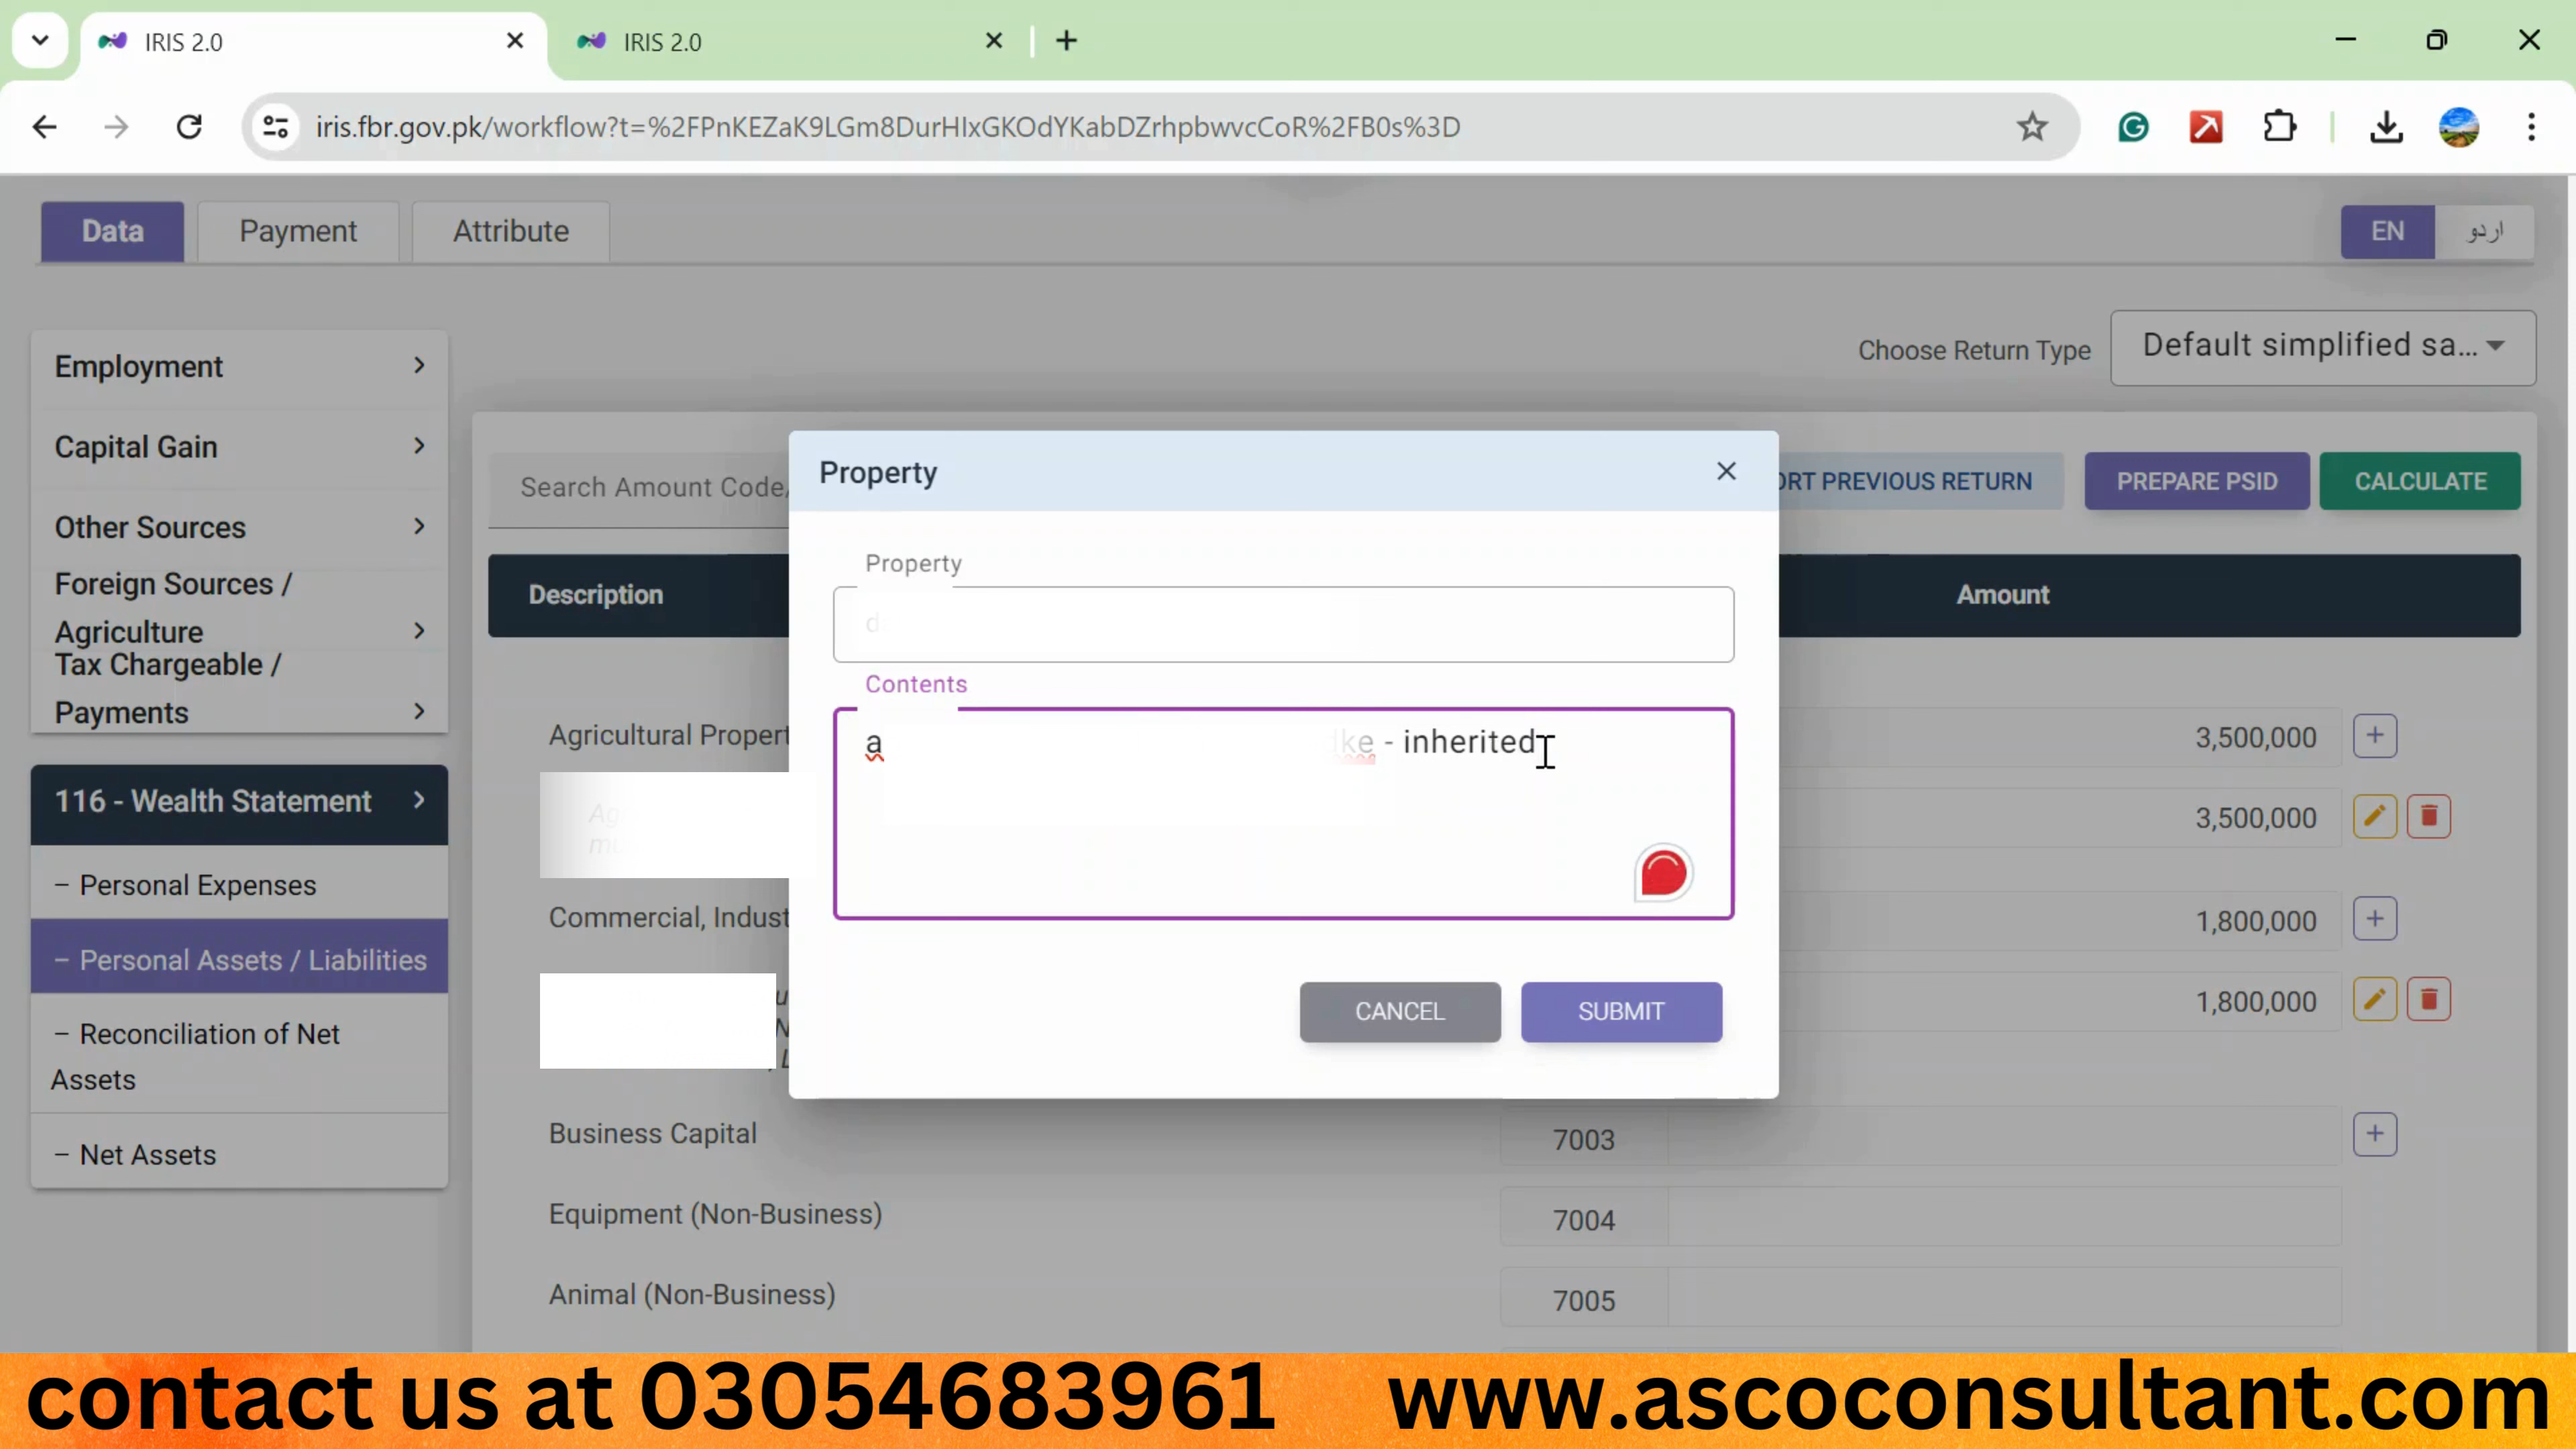 IRIS 2.0
IRIS 2.0
iris.fbr.gov.pk/workflow?t=%2FPnKEZaK9LGm8DurHIxGKOdYKabDZrhpbwvcCoR%2FB0s%3D
Data
Payment
Attribute
EN
اردو
Choose Return Type
Default simplified sa...
Employment
Capital Gain
Other Sources
Foreign Sources /
Agriculture
Tax Chargeable /
Payments
116 - Wealth Statement
– Personal Expenses
– Personal Assets / Liabilities
– Reconciliation of Net
Assets
– Net Assets
Search Amount Code/
PREVIOUS RETURN
PREPARE PSID
CALCULATE
Description
Amount
Property
Property
d
Contents
a - inherited
CANCEL
SUBMIT
Agricultural Propert
3,500,000
3,500,000
Commercial, Indust
1,800,000
1,800,000
Business Capital
7003
Equipment (Non-Business)
7004
Animal (Non-Business)
7005
contact us at 03054683961
www.ascoconsultant.com